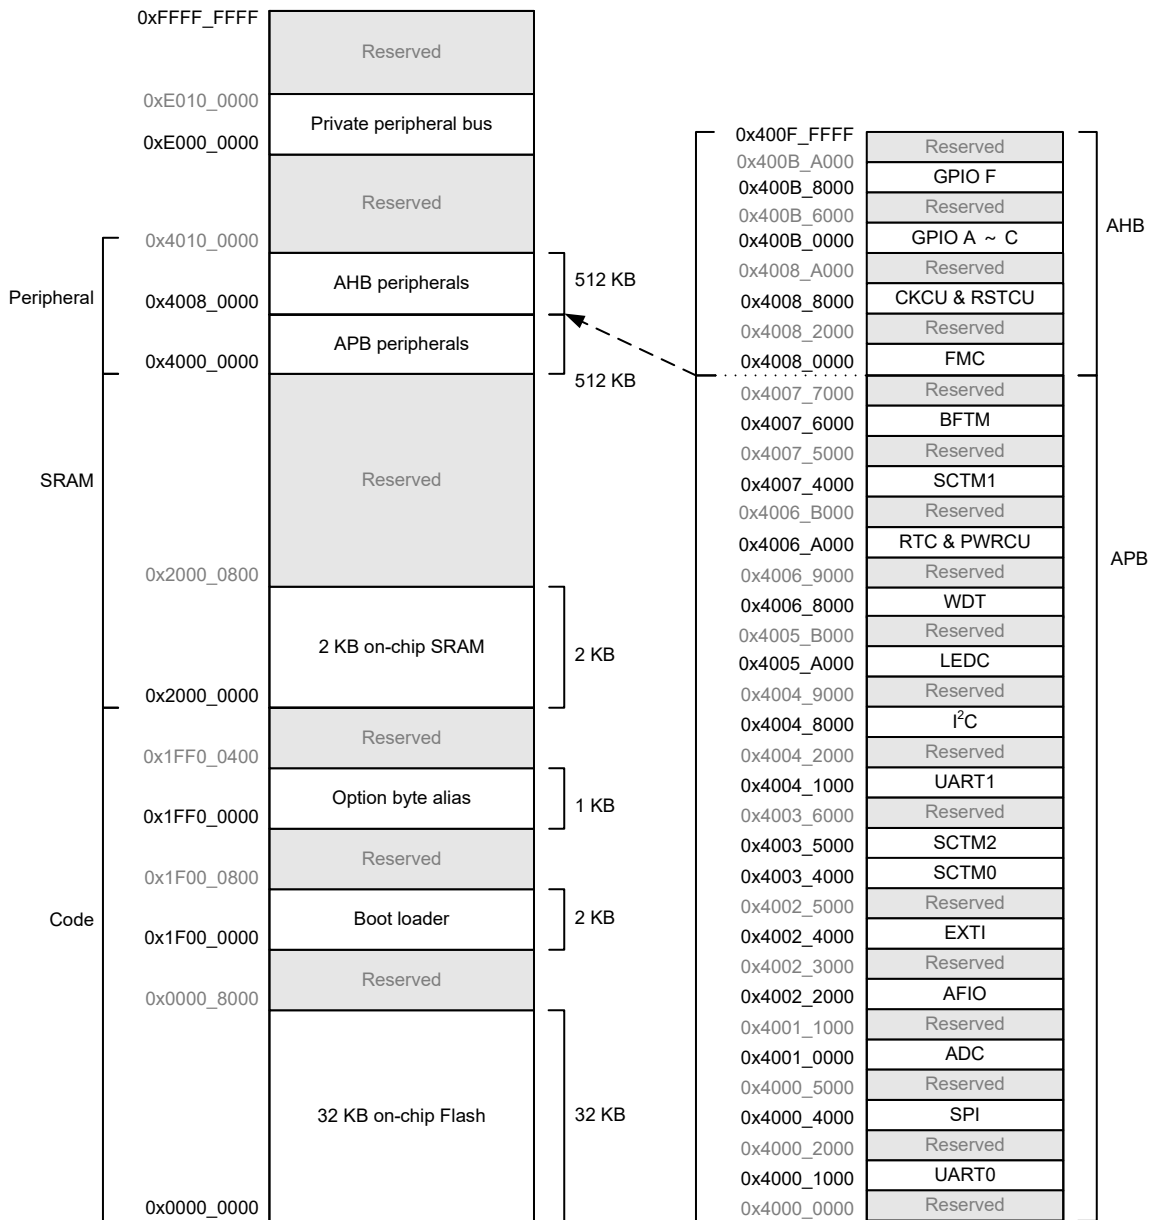 0xFFFF_FFFF
Reserved
0xE010_0000
Private peripheral bus
0xE000_0000
Reserved
0x4010_0000
AHB peripherals
512 KB
Peripheral
0x4008_0000
APB peripherals
0x4000_0000
512 KB
SRAM
Reserved
0x2000_0800
2 KB on-chip SRAM
2 KB
0x2000_0000
Reserved
0x1FF0_0400
Option byte alias
1 KB
0x1FF0_0000
Reserved
0x1F00_0800
Code
Boot loader
2 KB
0x1F00_0000
Reserved
0x0000_8000
32 KB on-chip Flash
32 KB
0x0000_0000
0x400F_FFFF
Reserved
0x400B_A000
GPIO F
0x400B_8000
Reserved
0x400B_6000
AHB
0x400B_0000
GPIO A ~ C
0x4008_A000
Reserved
0x4008_8000
CKCU & RSTCU
0x4008_2000
Reserved
0x4008_0000
FMC
0x4007_7000
Reserved
0x4007_6000
BFTM
0x4007_5000
Reserved
0x4007_4000
SCTM1
0x4006_B000
Reserved
0x4006_A000
RTC & PWRCU
APB
0x4006_9000
Reserved
0x4006_8000
WDT
0x4005_B000
Reserved
0x4005_A000
LEDC
0x4004_9000
Reserved
0x4004_8000
I²C
0x4004_2000
Reserved
0x4004_1000
UART1
0x4003_6000
Reserved
0x4003_5000
SCTM2
0x4003_4000
SCTM0
0x4002_5000
Reserved
0x4002_4000
EXTI
0x4002_3000
Reserved
0x4002_2000
AFIO
0x4001_1000
Reserved
0x4001_0000
ADC
0x4000_5000
Reserved
0x4000_4000
SPI
0x4000_2000
Reserved
0x4000_1000
UART0
0x4000_0000
Reserved